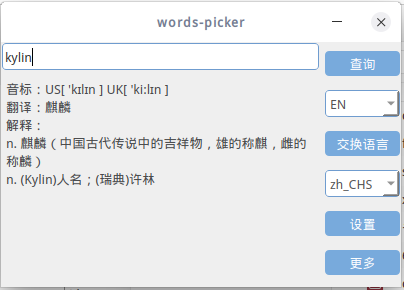 words-picker
kylin
查询
音标：US[ 'kɪlɪn ] UK[ 'ki:lɪn ]
翻译：麒麟
EN
解释：
n. 麒麟（中国古代传说中的吉祥物，雄的称麒，雌的
称麟）
交换语言
n. (Kylin)人名；(瑞典)许林
zh_CHS
设置
更多